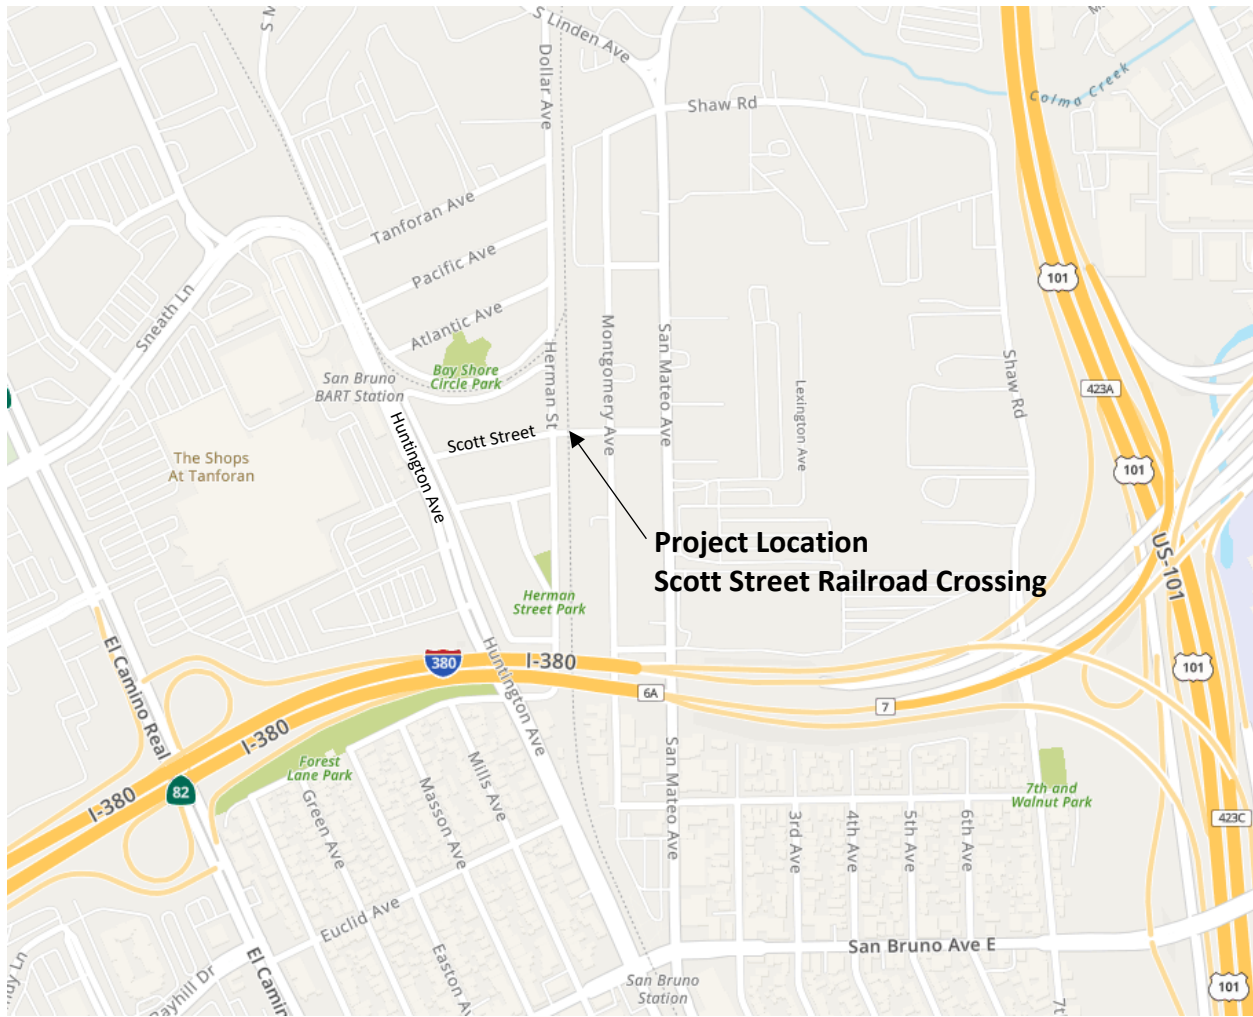 S Linden Ave
Dollar Ave
Colma Creek
Shaw Rd
Tanforan Ave
Pacific Ave
Atlantic Ave
Sneath Ln
101
Bay Shore
Circle Park
San Bruno
BART Station
Herman St
Montgomery Ave
San Mateo Ave
Lexington Ave
Shaw Rd
423A
Huntington Ave
Scott Street
The Shops
At Tanforan
101
Project Location
Scott Street Railroad Crossing
US-101
Herman
Street Park
El Camino Real
380
I-380
Huntington Ave
6A
7
101
I-380
I-380
82
Forest
Lane Park
Green Ave
Masson Ave
Mills Ave
San Mateo Ave
3rd Ave
4th Ave
5th Ave
6th Ave
7th and
Walnut Park
423C
Euclid Ave
Easton Av
San Bruno Ave E
El Camin
Bayhill Dr
San Bruno
Station
7t
101